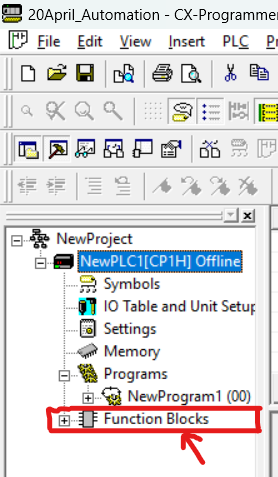 20April_Automation - CX-Programmer
File Edit View Insert PLC
NewProject
NewPLC1[CP1H] Offline
Symbols
IO Table and Unit Setup
Settings
Memory
Programs
NewProgram1 (00)
Function Blocks